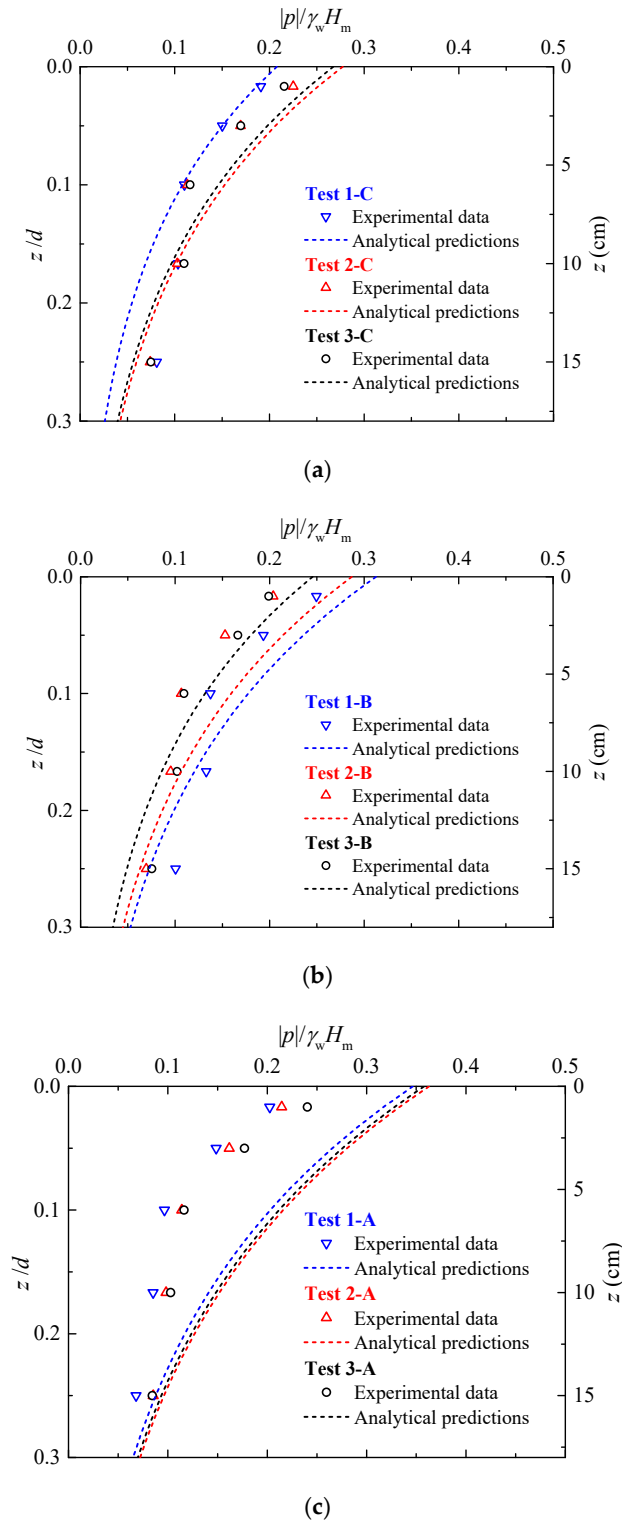 |p|/γwHm
0.0 0.1 0.2 0.3 0.4 0.5
0.0 0
0.1 5
0.2 10
0.3 15
z/d
z (cm)
Test 1-C
Experimental data
Analytical predictions
Test 2-C
Experimental data
Analytical predictions
Test 3-C
Experimental data
Analytical predictions
(a)
|p|/γwHm
0.0 0.1 0.2 0.3 0.4 0.5
0.0 0
0.1 5
0.2 10
0.3 15
z/d
z (cm)
Test 1-B
Experimental data
Analytical predictions
Test 2-B
Experimental data
Analytical predictions
Test 3-B
Experimental data
Analytical predictions
(b)
|p|/γwHm
0.0 0.1 0.2 0.3 0.4 0.5
0.0 0
0.1 5
0.2 10
0.3 15
z/d
z (cm)
Test 1-A
Experimental data
Analytical predictions
Test 2-A
Experimental data
Analytical predictions
Test 3-A
Experimental data
Analytical predictions
(c)